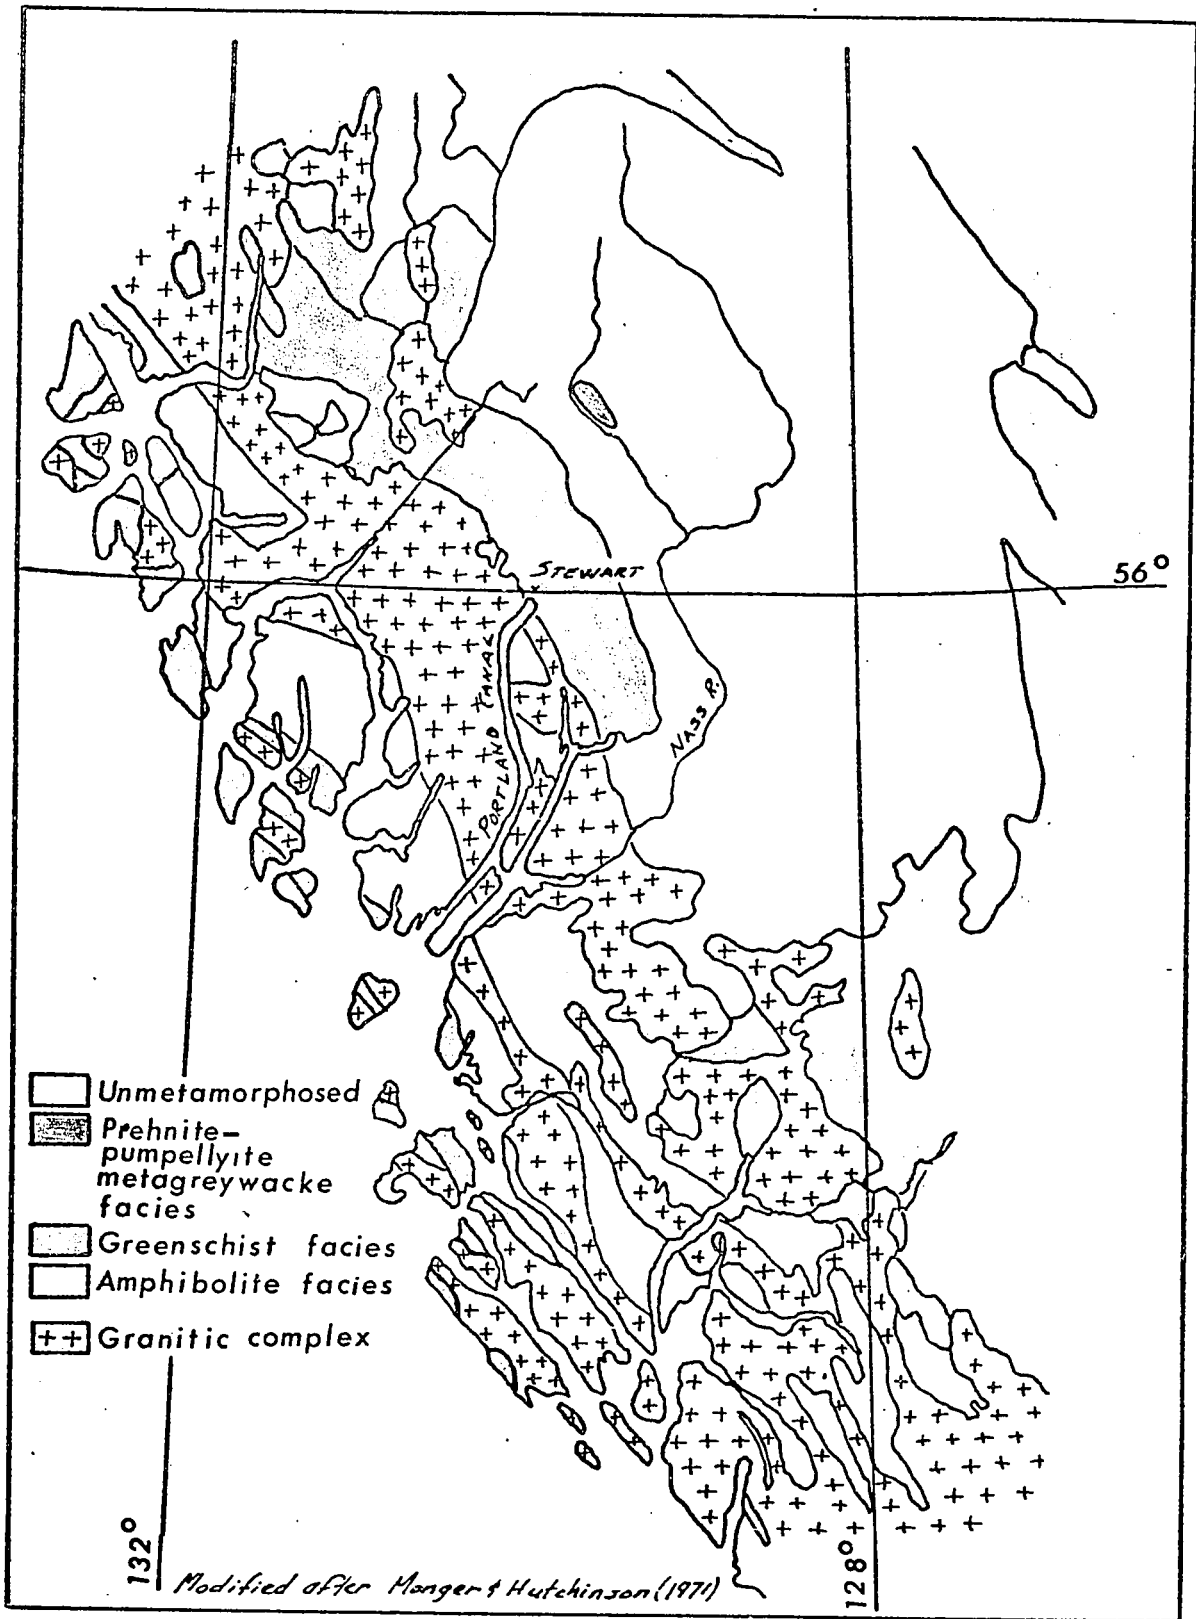 STEWART
56°
PORTLAND CANAL
NASS R.
Unmetamorphosed
Prehnite-
pumpellyite
metagreywacke
facies
Greenschist facies
Amphibolite facies
++ Granitic complex
132°
128°
Modified after Monger & Hutchinson (1971)